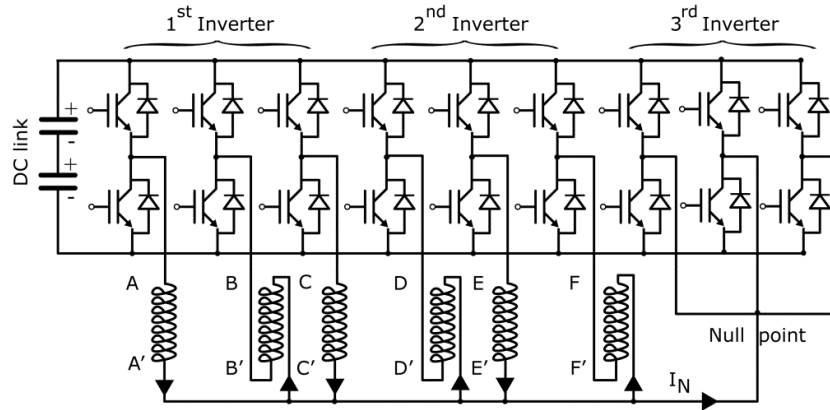 1st Inverter
2nd Inverter
3rd Inverter
DC link
+
-
+
-
A
B
C
D
E
F
A'
B'
C'
D'
E'
F'
Null point
IN